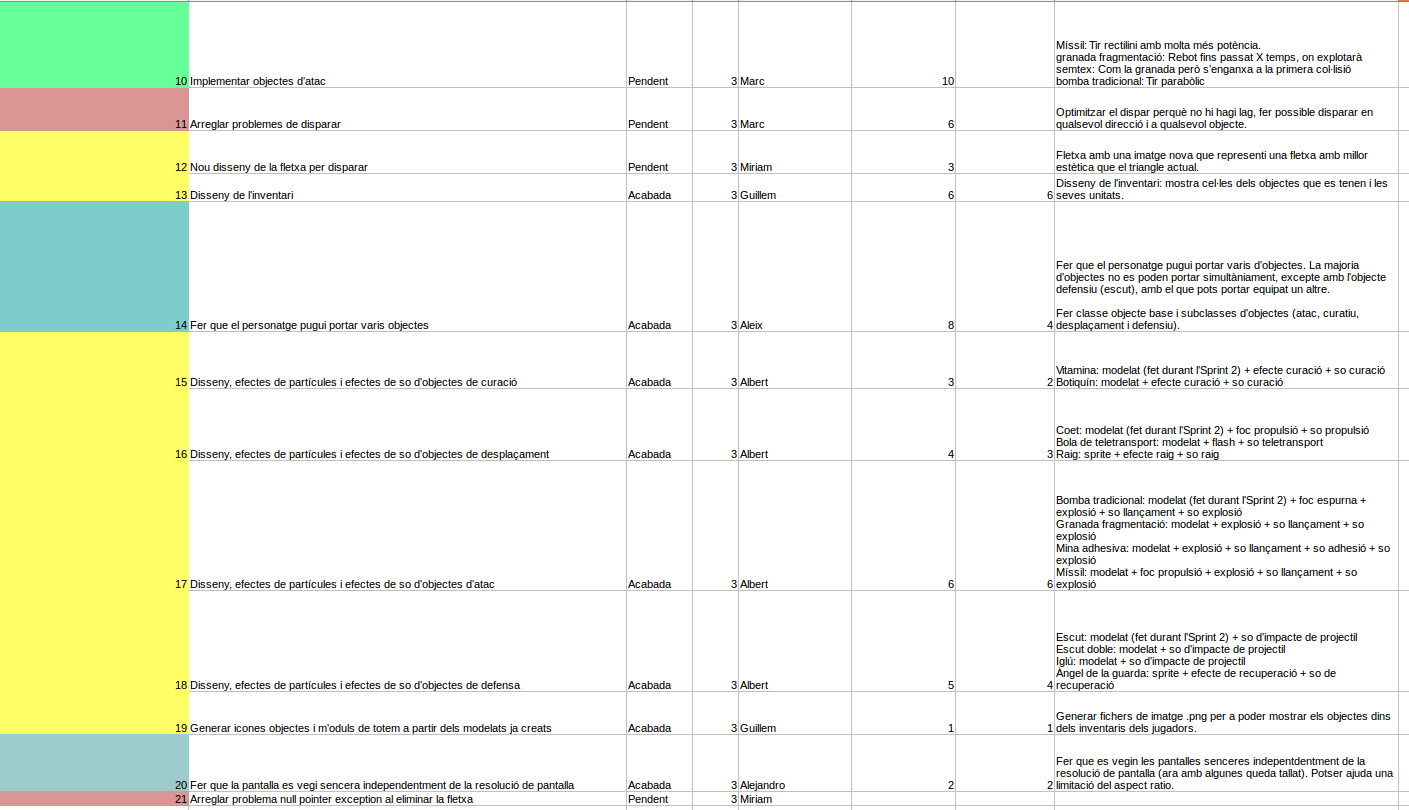 Míssil: Tir rectilini amb molta més potència.
granada fragmentació: Rebot fins passat X temps, on explotarà
semtex: Com la granada però s'enganxa a la primera col·lisió
10 Implementar objectes d'atac Pendent 3 Marc 10 bomba tradicional: Tir parabòlic
Optimitzar el dispar perquè no hi hagi lag, fer possible disparar en
11 Arreglar problemes de disparar Pendent 3 Marc 6 qualsevol direcció i a qualsevol objecte.
Fletxa amb una imatge nova que representi una fletxa amb millor
12 Nou disseny de la fletxa per disparar Pendent 3 Miriam 3 estètica que el triangle actual.
Disseny de l'inventari: mostra cel·les dels objectes que es tenen i les
13 Disseny de l'inventari Acabada 3 Guillem 6 6 seves unitats.
Fer que el personatge pugui portar varis d'objectes. La majoria
d'objectes no es poden portar simultàniament, excepte amb l'objecte
defensiu (escut), amb el que pots portar equipat un altre.
Fer classe objecte base i subclasses d'objectes (atac, curatiu,
14 Fer que el personatge pugui portar varis objectes Acabada 3 Aleix 8 4 desplaçament i defensiu).
Vitamina: modelat (fet durant l'Sprint 2) + efecte curació + so curació
15 Disseny, efectes de partícules i efectes de so d'objectes de curació Acabada 3 Albert 3 2 Botiquín: modelat + efecte curació + so curació
Coet: modelat (fet durant l'Sprint 2) + foc propulsió + so propulsió
Bola de teletransport: modelat + flash + so teletransport
16 Disseny, efectes de partícules i efectes de so d'objectes de desplaçament Acabada 3 Albert 4 3 Raig: sprite + efecte raig + so raig
Bomba tradicional: modelat (fet durant l'Sprint 2) + foc espurna +
explosió + so llançament + so explosió
Granada fragmentació: modelat + explosió + so llançament + so
explosió
Mina adhesiva: modelat + explosió + so llançament + so adhesió + so
explosió
Míssil: modelat + foc propulsió + explosió + so llançament + so
17 Disseny, efectes de partícules i efectes de so d'objectes d'atac Acabada 3 Albert 6 6 explosió
Escut: modelat (fet durant l'Sprint 2) + so d'impacte de projectil
Escut doble: modelat + so d'impacte de projectil
Iglú: modelat + so d'impacte de projectil
Ángel de la guarda: sprite + efecte de recuperació + so de
18 Disseny, efectes de partícules i efectes de so d'objectes de defensa Acabada 3 Albert 5 4 recuperació
Generar fichers de imatge .png per a poder mostrar els objectes dins
19 Generar icones objectes i m'oduls de totem a partir dels modelats ja creats Acabada 3 Guillem 1 1 dels inventaris dels jugadors.
Fer que es vegin les pantalles senceres indepentdentment de la
resolució de pantalla (ara amb algunes queda tallat). Potser ajuda una
20 Fer que la pantalla es vegi sencera independentment de la resolució de pantalla Acabada 3 Alejandro 2 2 limitació del aspect ratio.
21 Arreglar problema null pointer exception al eliminar la fletxa Pendent 3 Miriam